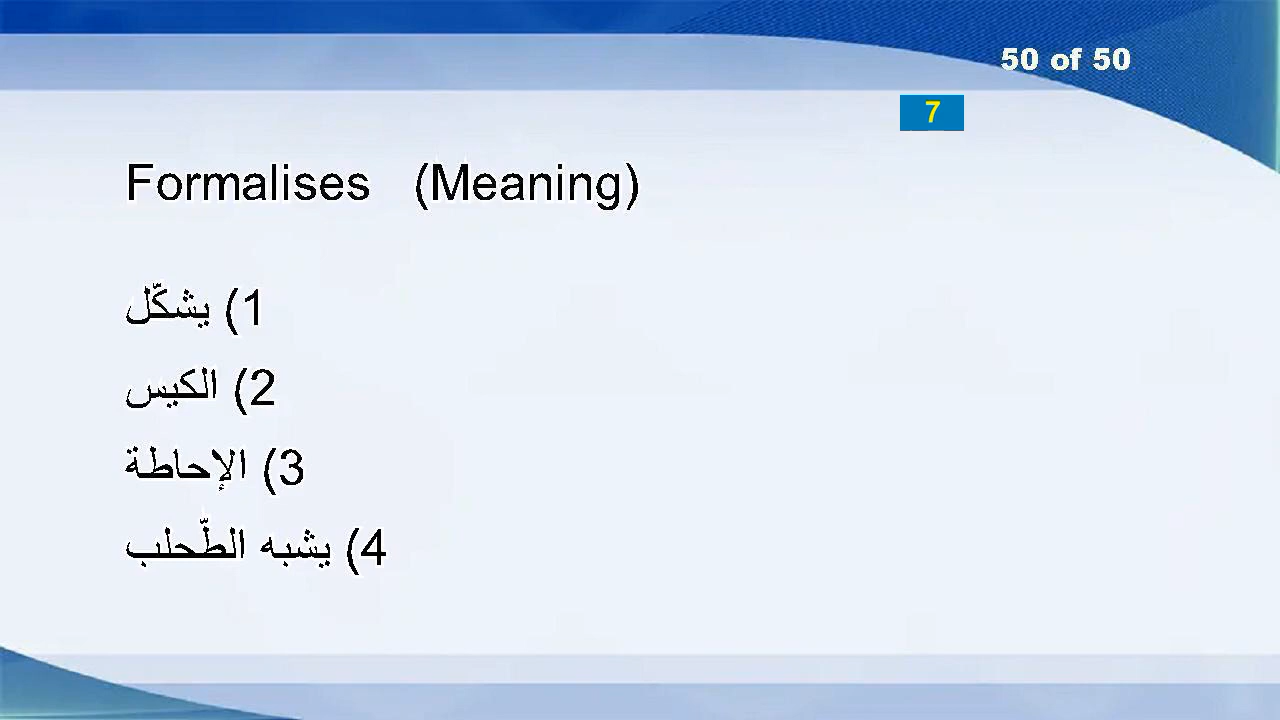 50 of 50
7
Formalises (Meaning)
1) يشكّل
2) الكيس
3) الإحاطة
4) يشبه الطّحلب